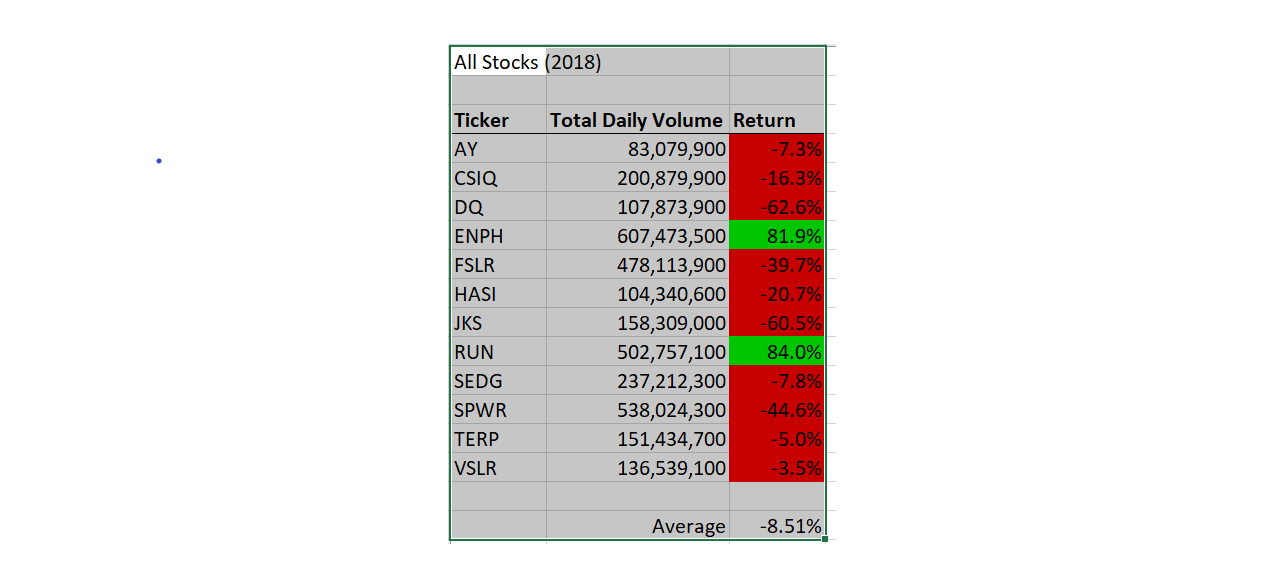 All Stocks (2018)
Ticker Total Daily Volume Return
AY 83,079,900 -7.3%
CSIQ 200,879,900 -16.3%
DQ 107,873,900 -62.6%
ENPH 607,473,500 81.9%
FSLR 478,113,900 -39.7%
HASI 104,340,600 -20.7%
JKS 158,309,000 -60.5%
RUN 502,757,100 84.0%
SEDG 237,212,300 -7.8%
SPWR 538,024,300 -44.6%
TERP 151,434,700 -5.0%
VSLR 136,539,100 -3.5%
Average -8.51%